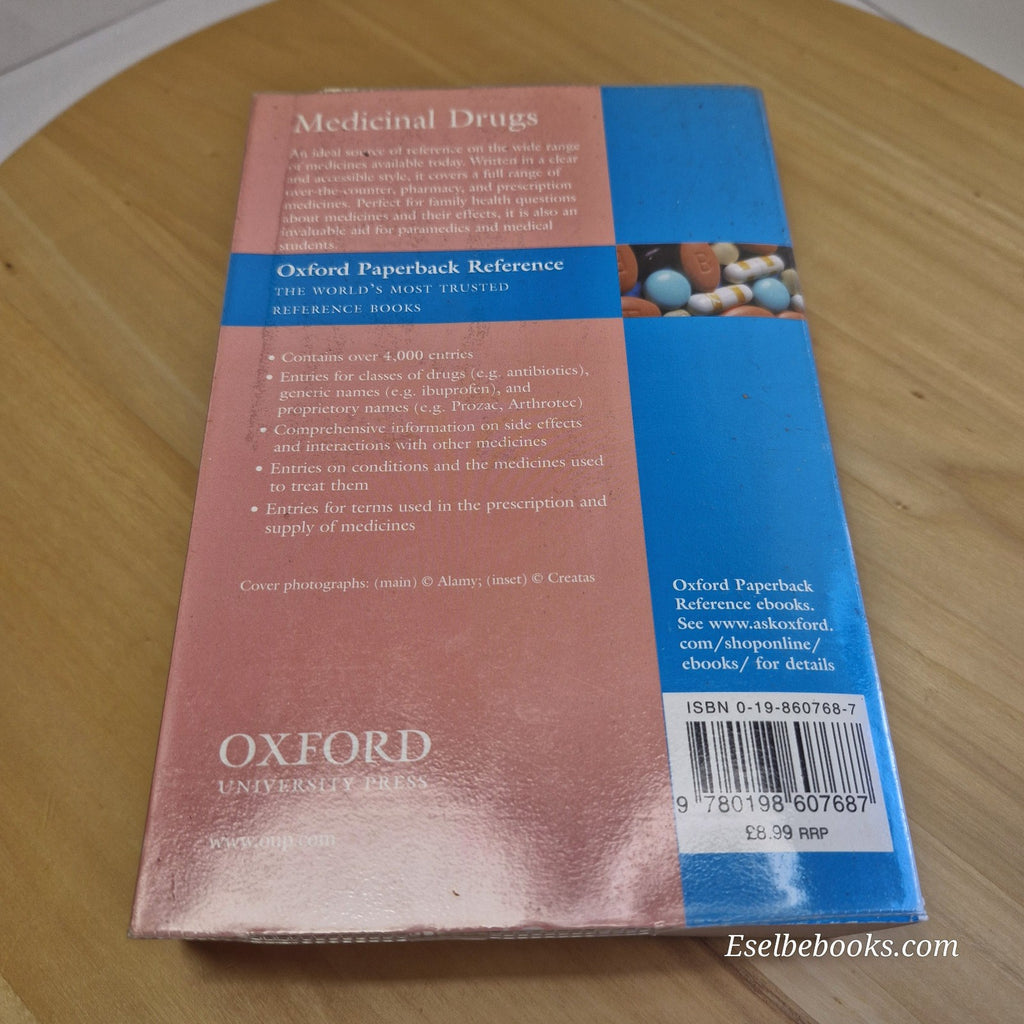 Medicinal Drugs
An ideal source of reference on the wide range
of medicines available today. Written in a clear
and accessible style, it covers a full range of
over-the-counter, pharmacy, and prescription
medicines. Perfect for family health questions
about medicines and their effects, it is also an
invaluable aid for paramedics and medical
students.
Oxford Paperback Reference
THE WORLD'S MOST TRUSTED
REFERENCE BOOKS
• Contains over 4,000 entries
• Entries for classes of drugs (e.g. antibiotics),
generic names (e.g. ibuprofen), and
proprietory names (e.g. Prozac, Arthrotec)
• Comprehensive information on side effects
and interactions with other medicines
• Entries on conditions and the medicines used
to treat them
• Entries for terms used in the prescription and
supply of medicines
Cover photographs: (main) © Alamy; (inset) © Creatas
OXFORD
UNIVERSITY PRESS
www.oup.com
Oxford Paperback
Reference ebooks.
See www.askoxford.
com/shoponline/
ebooks/ for details
ISBN 0-19-860768-7
9 780198 607687
£8.99 RRP
Eselbebooks.com